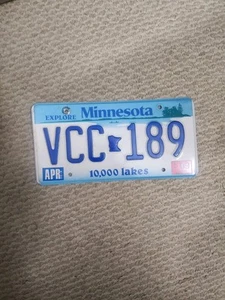 EXPLORE Minnesota
VCC 189
APR 10,000 lakes